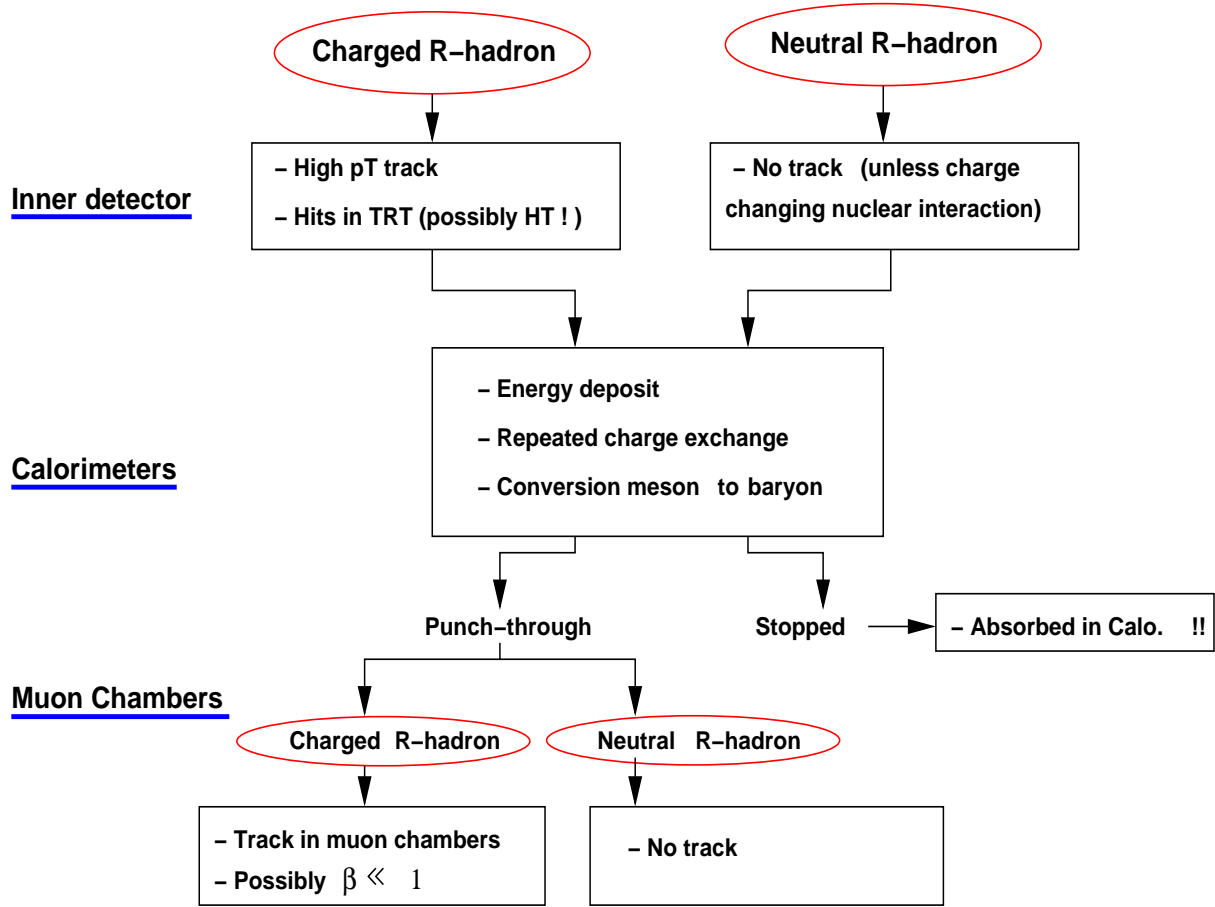 Charged R–hadron
Neutral R–hadron
Inner detector
– High pT track
– Hits in TRT (possibly HT ! )
– No track (unless charge
changing nuclear interaction)
Calorimeters
– Energy deposit
– Repeated charge exchange
– Conversion meson to baryon
Punch–through
Stopped
– Absorbed in Calo. !!
Muon Chambers
Charged R–hadron
Neutral R–hadron
– Track in muon chambers
– Possibly β ≪ 1
– No track